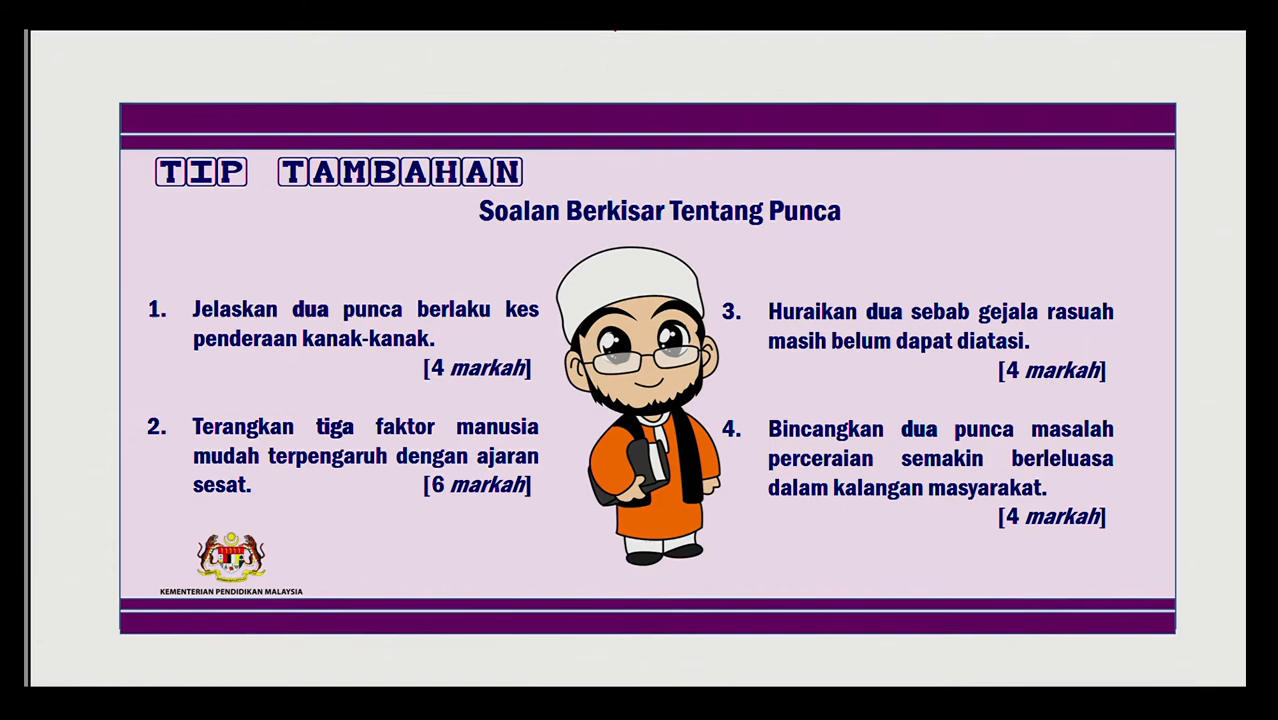 TIP TAMBAHAN
Soalan Berkisar Tentang Punca
1. Jelaskan dua punca berlaku kes
penderaan kanak-kanak.
[4 markah]
2. Terangkan tiga faktor manusia
mudah terpengaruh dengan ajaran
sesat. [6 markah]
3. Huraikan dua sebab gejala rasuah
masih belum dapat diatasi.
[4 markah]
4. Bincangkan dua punca masalah
perceraian semakin berleluasa
dalam kalangan masyarakat.
[4 markah]
KEMENTERIAN PENDIDIKAN MALAYSIA